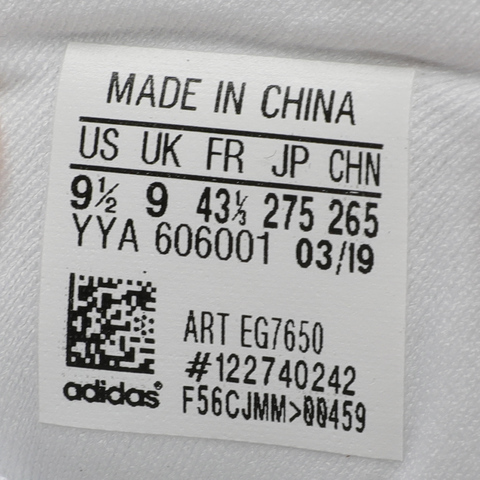 MADE IN CHINA
US UK FR JP CHN
9½ 9 43⅓ 275 265
YYA 606001 03/19
ART EG7650
#122740242
F56CJMM>00459
adidas®